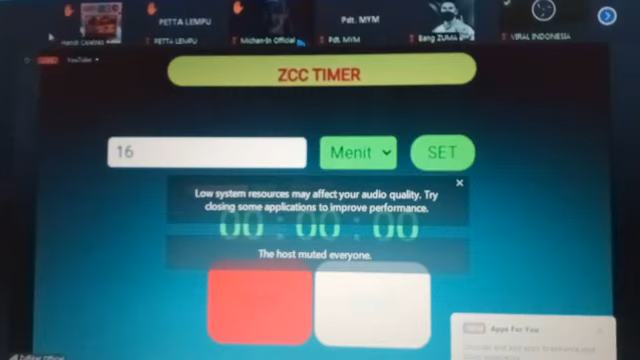 PETTA LEMPU
Pdt. MYM
PETTA LEMPU
Michen-In Official
Pdt. MYM
Bang ZUMA
VIRAL INDONESIA
YouTube
ZCC TIMER
16
Menit
SET
Low system resources may affect your audio quality. Try
closing some applications to improve performance.
00 : 00 : 00
The host muted everyone.
Apps For You